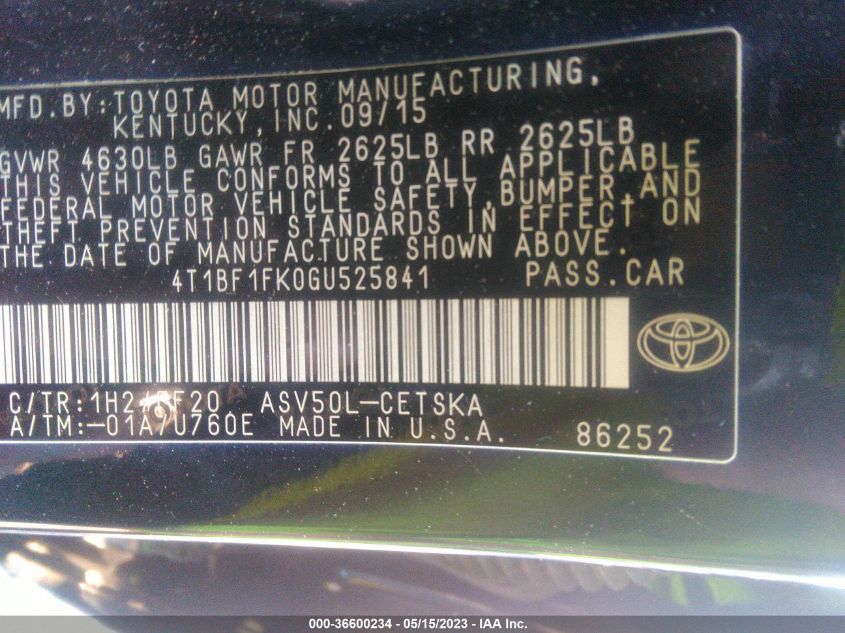 MFD.BY:TOYOTA MOTOR MANUFACTURING,
KENTUCKY,INC.09/15
GVWR 4630LB GAWR FR 2625LB RR 2625LB
THIS VEHICLE CONFORMS TO ALL APPLICABLE
FEDERAL MOTOR VEHICLE SAFETY,BUMPER,AND
THEFT PREVENTION STANDARDS IN EFFECT ON
THE DATE OF MANUFACTURE SHOWN ABOVE.
4T1BF1FK0GU525841 PASS.CAR
C/TR: ASV50L-CETSKA
A/TM:-01A/U760E MADE IN U.S.A. 86252
000-36600234 - 05/15/2023 - IAA Inc.